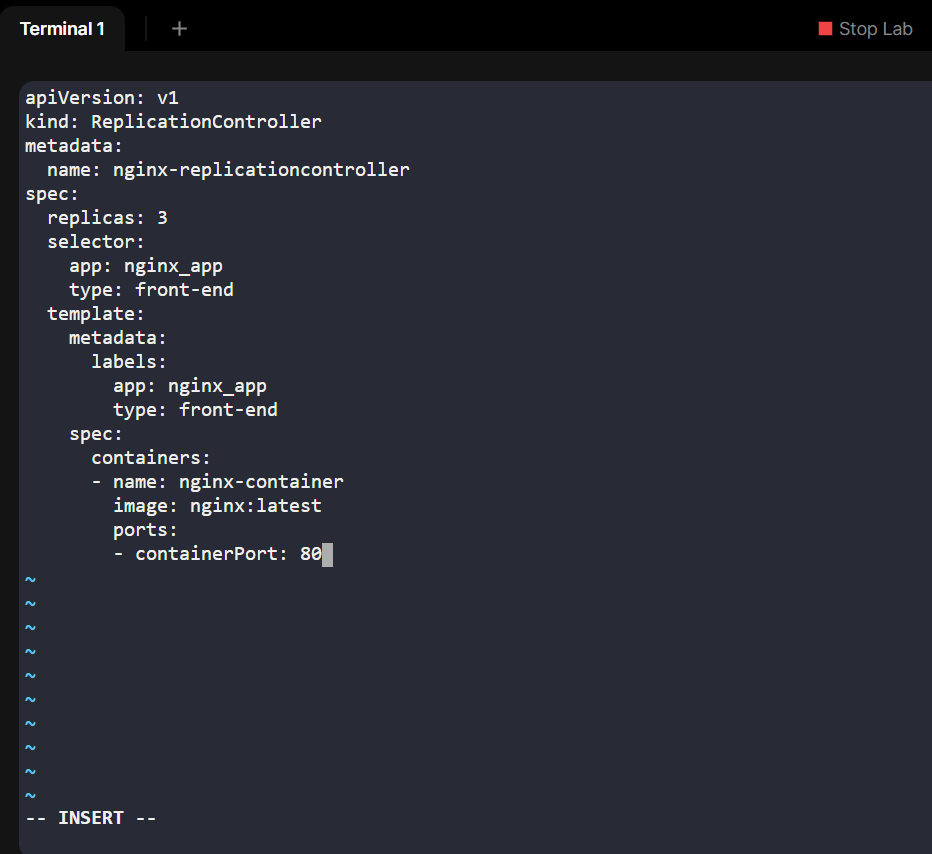 Terminal 1 + Stop Lab
apiVersion: v1
kind: ReplicationController
metadata:
  name: nginx-replicationcontroller
spec:
  replicas: 3
  selector:
    app: nginx_app
    type: front-end
  template:
    metadata:
      labels:
        app: nginx_app
        type: front-end
    spec:
      containers:
      - name: nginx-container
        image: nginx:latest
        ports:
        - containerPort: 80
~
~
~
~
~
~
~
~
~
~
-- INSERT --